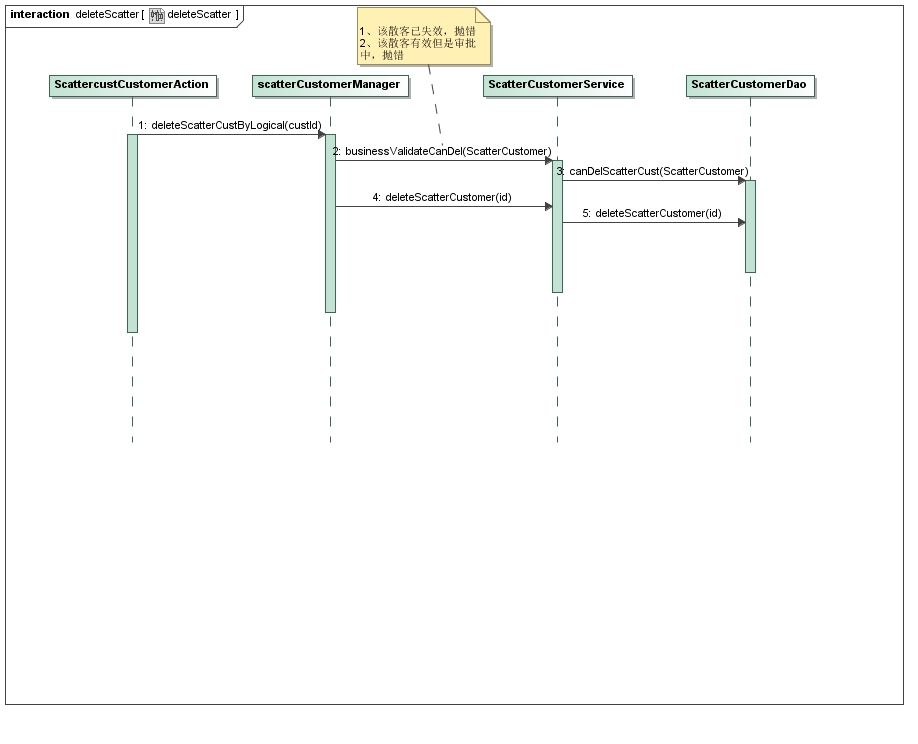 interaction deleteScatter [ deleteScatter ]
1、该散客已失效，抛错
2、该散客有效但是审批
中，抛错
ScattercustCustomerAction
scatterCustomerManager
ScatterCustomerService
ScatterCustomerDao
1: deleteScatterCustByLogical(custId)
2: businessValidateCanDel(ScatterCustomer)
3: canDelScatterCust(ScatterCustomer)
4: deleteScatterCustomer(id)
5: deleteScatterCustomer(id)